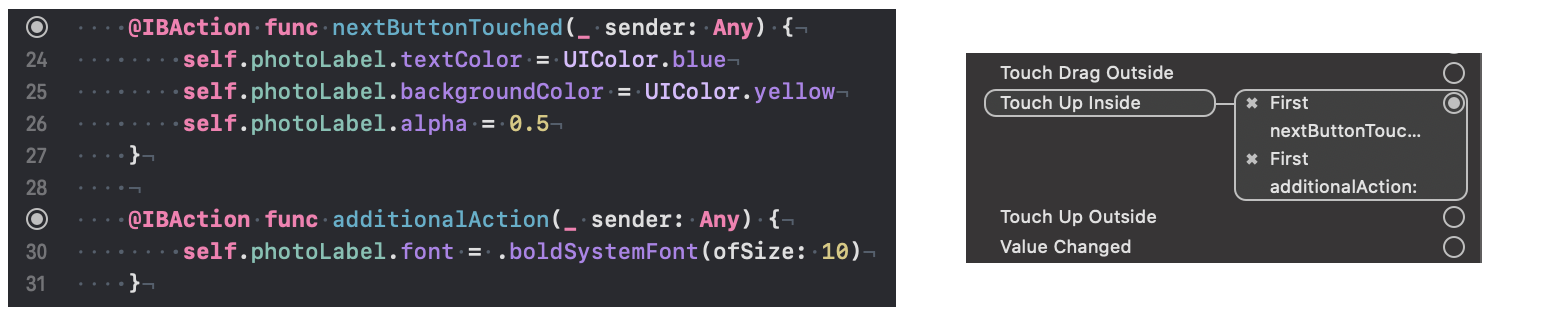 @IBAction func nextButtonTouched(_ sender: Any) {
24 self.photoLabel.textColor = UIColor.blue
25 self.photoLabel.backgroundColor = UIColor.yellow
26 self.photoLabel.alpha = 0.5
27 }
28
@IBAction func additionalAction(_ sender: Any) {
30 self.photoLabel.font = .boldSystemFont(ofSize: 10)
31 }
Touch Drag Outside
Touch Up Inside
First
nextButtonTouc...
First
additionalAction:
Touch Up Outside
Value Changed